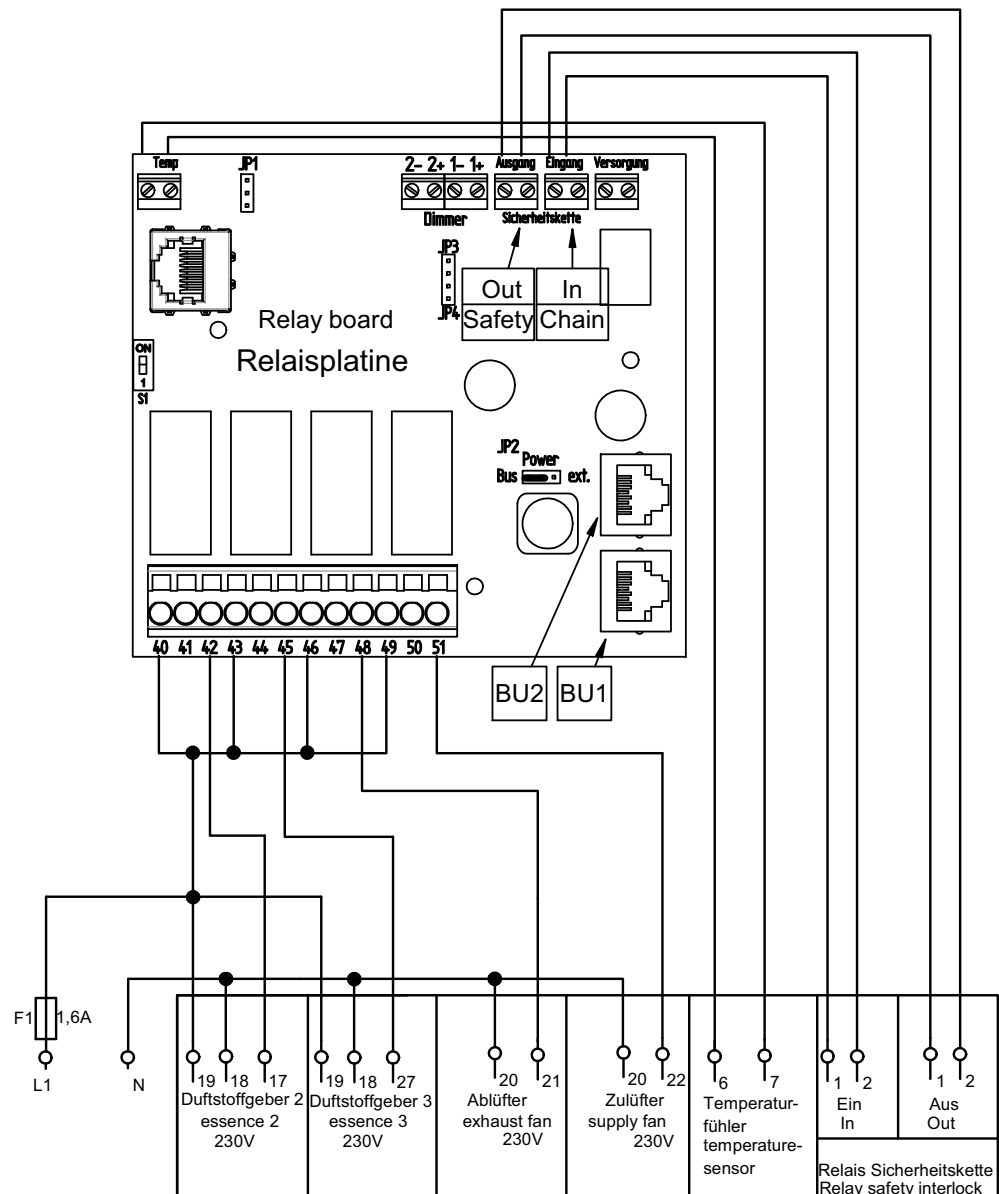 Temp
JP1
2- 2+ 1- 1+
Ausgang Eingang Versorgung
Dimmer
Sicherheitskette
JP3
JP4
Out In
Safety Chain
Relay board
Relaisplatine
ON
1
S1
JP2
Power
Bus ext.
40 41 42 43 44 45 46 47 48 49 50 51
BU2 BU1
F1 1,6A
L1
N
19 18 17
Duftstoffgeber 2
essence 2
230V
19 18 27
Duftstoffgeber 3
essence 3
230V
20 21
Ablüfter
exhaust fan
230V
20 22
Zulüfter
supply fan
230V
6 7
Temperatur-
fühler
temperature-
sensor
1 2
Ein
In
1 2
Aus
Out
Relais Sicherheitskette
Relay safety interlock